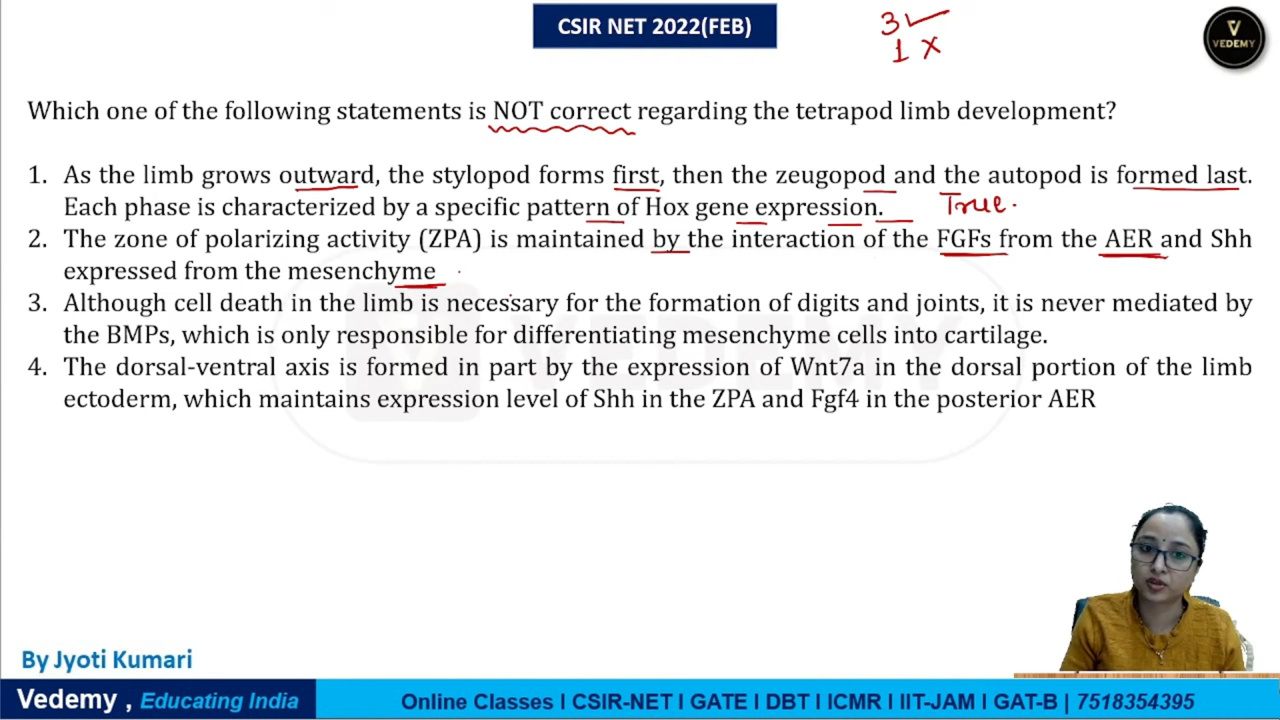 CSIR NET 2022(FEB)
3 ✓
1 x
V
VEDEMY
Which one of the following statements is NOT correct regarding the tetrapod limb development?
1. As the limb grows outward, the stylopod forms first, then the zeugopod and the autopod is formed last.
Each phase is characterized by a specific pattern of Hox gene expression. True.
2. The zone of polarizing activity (ZPA) is maintained by the interaction of the FGFs from the AER and Shh
expressed from the mesenchyme
3. Although cell death in the limb is necessary for the formation of digits and joints, it is never mediated by
the BMPs, which is only responsible for differentiating mesenchyme cells into cartilage.
4. The dorsal-ventral axis is formed in part by the expression of Wnt7a in the dorsal portion of the limb
ectoderm, which maintains expression level of Shh in the ZPA and Fgf4 in the posterior AER
VEDEMY
By Jyoti Kumari
Vedemy , Educating India
Online Classes I CSIR-NET I GATE I DBT I ICMR I IIT-JAM I GAT-B | 7518354395